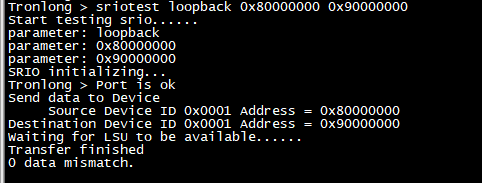 Tronlong > sriotest loopback 0x80000000 0x90000000
Start testing srio......
parameter: loopback
parameter: 0x80000000
parameter: 0x90000000
SRIO initializing...
Tronlong > Port is ok
Send data to Device
     Source Device ID 0x0001 Address = 0x80000000
Destination Device ID 0x0001 Address = 0x90000000
Waiting for LSU to be available......
Transfer finished
0 data mismatch.